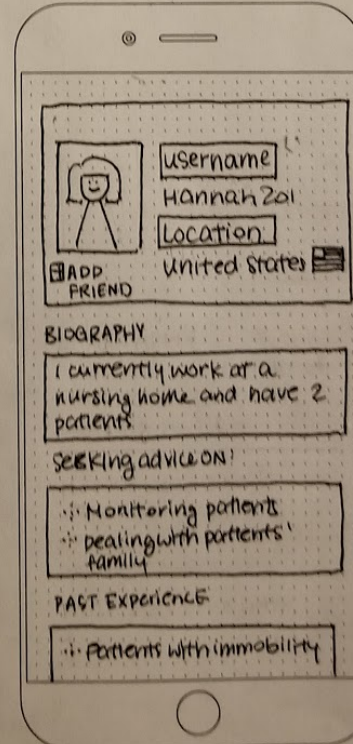 username
Hannah201
Location
United States
ADD
FRIEND
BIOGRAPHY
I currently work at a
nursing home and have 2
patients
Seeking advice on:
Monitoring patients
Dealing with patients'
family
PAST EXPERIENCE
Patients with immobility